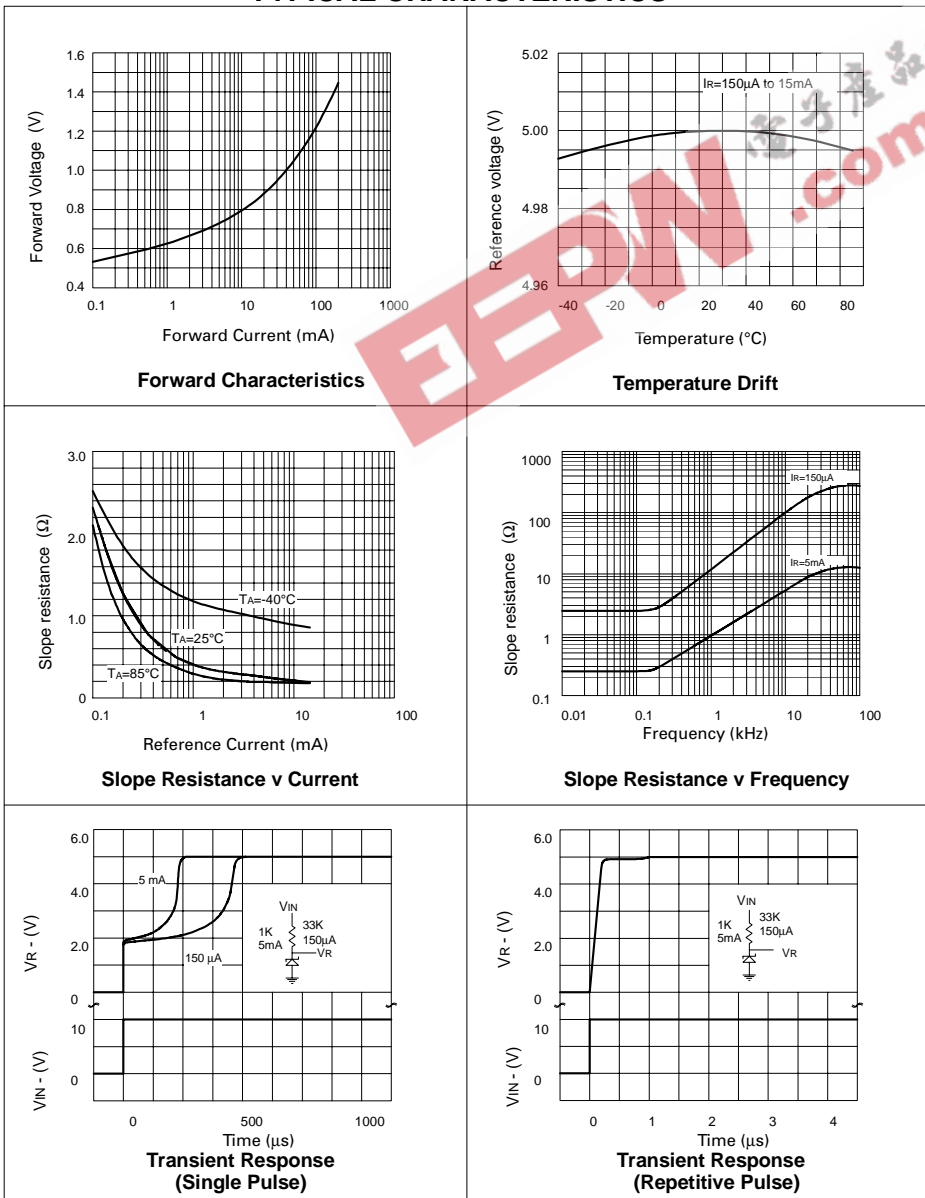 TYPICAL CHARACTERISTICS
1.6
1.4
1.2
1.0
0.8
0.6
0.4
Forward Voltage (V)
0.1 1 10 100 1000
Forward Current (mA)
Forward Characteristics
5.02
5.00
4.98
4.96
Reference voltage (V)
IR=150µA to 15mA
-40 -20 0 20 40 60 80
Temperature (°C)
Temperature Drift
電子產品
EEPW .com
3.0
2.0
1.0
0
Slope resistance (Ω)
TA=-40°C
TA=25°C
TA=85°C
0.1 1 10 100
Reference Current (mA)
Slope Resistance v Current
1000
100
10
1
0.1
Slope resistance (Ω)
IR=150µA
IR=5mA
0.01 0.1 1 10 100
Frequency (kHz)
Slope Resistance v Frequency
6.0
4.0
2.0
0
VR - (V)
5 mA
150 µA
VIN
1K 33K
5mA 150µA
VR
10
0
VIN - (V)
0 500 1000
Time (µs)
Transient Response
(Single Pulse)
6.0
4.0
2.0
0
VR - (V)
VIN
1K 33K
5mA 150µA
VR
10
0
VIN - (V)
0 1 2 3 4
Time (µs)
Transient Response
(Repetitive Pulse)